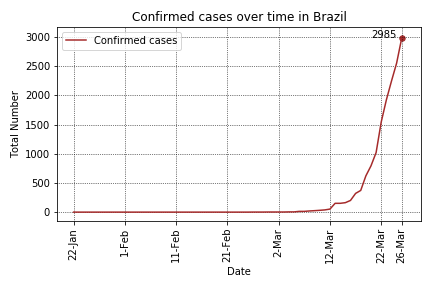 Confirmed cases over time in Brazil
Confirmed cases
2985
3000
2500
2000
1500
1000
500
0
Total Number
22-Jan
1-Feb
11-Feb
21-Feb
2-Mar
12-Mar
22-Mar
26-Mar
Date